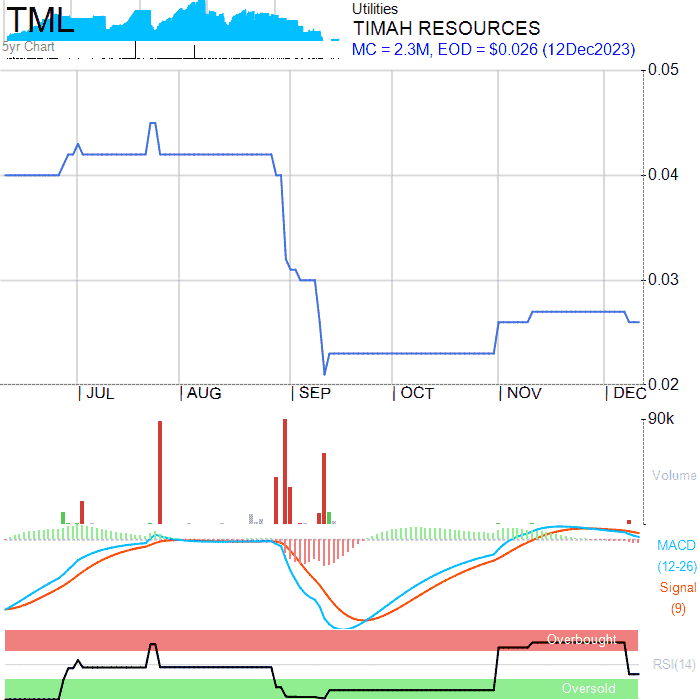 TML
5yr Chart
Utilities
TIMAH RESOURCES
MC = 2.3M, EOD = $0.026 (12Dec2023)
0.05
0.04
0.03
0.02
| JUL | AUG | SEP | OCT | NOV | DEC
90k
Volume
MACD
(12-26)
Signal
(9)
Overbought
RSI(14)
Oversold